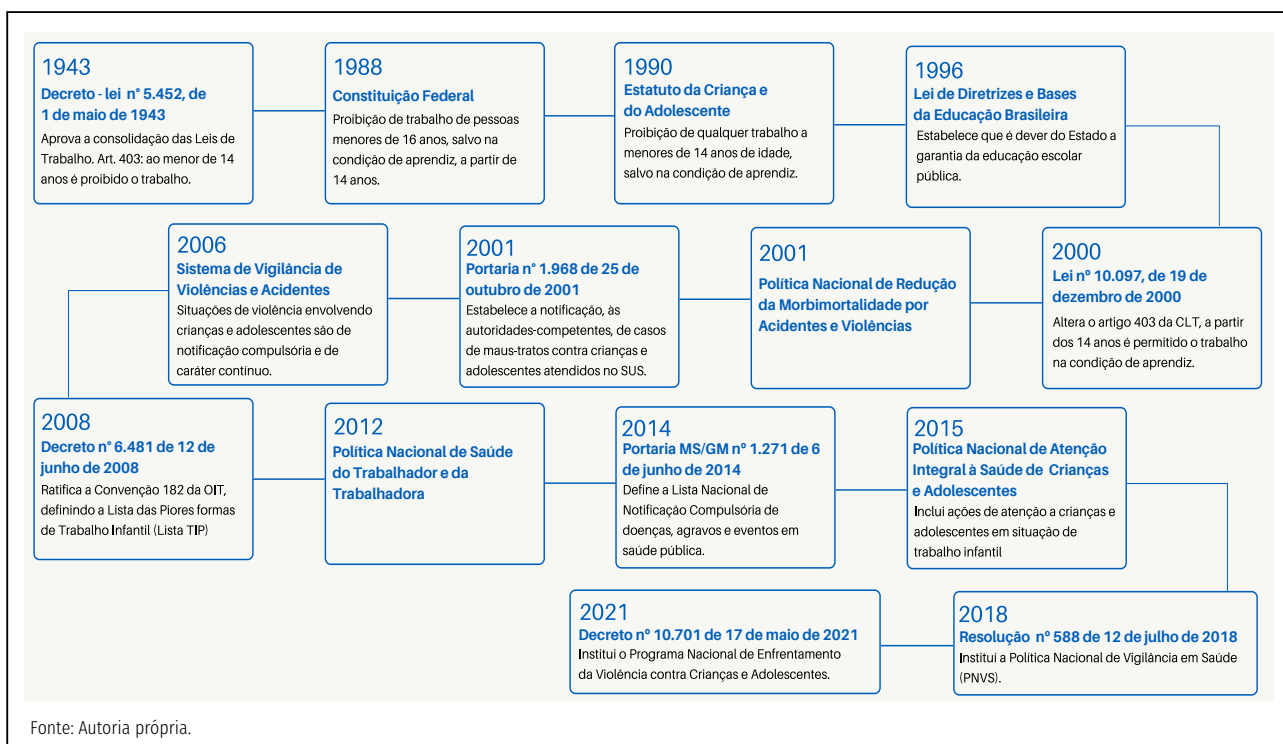 1943
Decreto - lei n° 5.452, de
1 de maio de 1943
Aprova a consolidação das Leis de
Trabalho. Art. 403: ao menor de 14
anos é proibido o trabalho.
1988
Constituição Federal
Proibição de trabalho de pessoas
menores de 16 anos, salvo na
condição de aprendiz, a partir de
14 anos.
1990
Estatuto da Criança e
do Adolescente
Proibição de qualquer trabalho a
menores de 14 anos de idade,
salvo na condição de aprendiz.
1996
Lei de Diretrizes e Bases
da Educação Brasileira
Estabelece que é dever do Estado a
garantia da educação escolar
pública.
2000
Lei nº 10.097, de 19 de
dezembro de 2000
Altera o artigo 403 da CLT, a partir
dos 14 anos é permitido o trabalho
na condição de aprendiz.
2001
Política Nacional de Redução
da Morbimortalidade por
Acidentes e Violências
2001
Portaria n° 1.968 de 25 de
outubro de 2001
Estabelece a notificação, às
autoridades-competentes, de casos
de maus-tratos contra crianças e
adolescentes atendidos no SUS.
2006
Sistema de Vigilância de
Violências e Acidentes
Situações de violência envolvendo
crianças e adolescentes são de
notificação compulsória e de
caráter contínuo.
2008
Decreto n° 6.481 de 12 de
junho de 2008
Ratifica a Convenção 182 da OIT,
definindo a Lista das Piores formas
de Trabalho Infantil (Lista TIP)
2012
Política Nacional de Saúde
do Trabalhador e da
Trabalhadora
2014
Portaria MS/GM nº 1.271 de 6
de junho de 2014
Define a Lista Nacional de
Notificação Compulsória de
doenças, agravos e eventos em
saúde pública.
2015
Política Nacional de Atenção
Integral à Saúde de Crianças
e Adolescentes
Inclui ações de atenção a crianças e
adolescentes em situação de
trabalho infantil
2018
Resolução n° 588 de 12 de julho de 2018
Instituí a Política Nacional de Vigilância em Saúde
(PNVS).
2021
Decreto n° 10.701 de 17 de maio de 2021
Institui o Programa Nacional de Enfrentamento
da Violência contra Crianças e Adolescentes.
Fonte: Autoria própria.